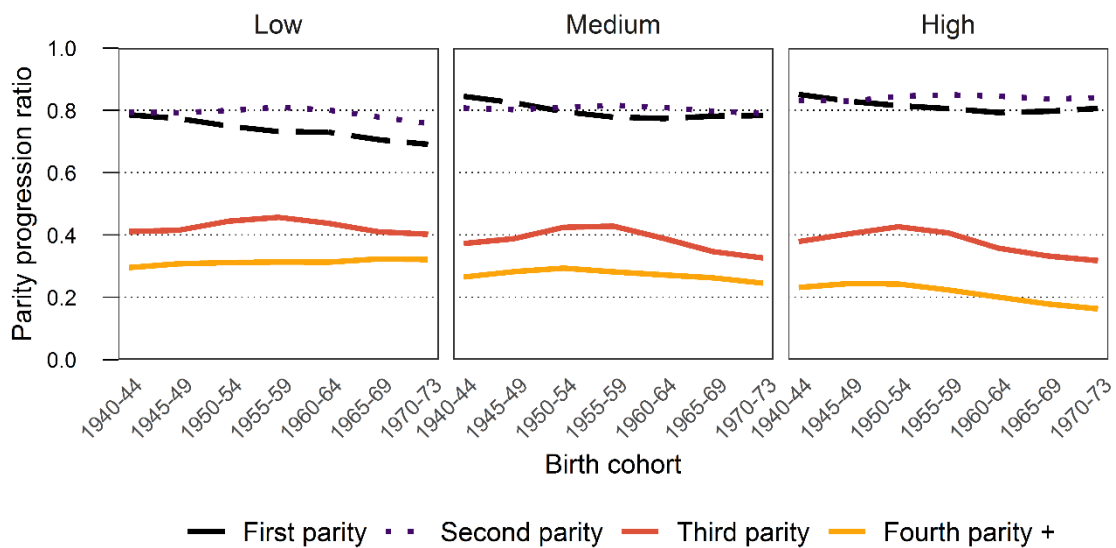 Low Medium High
Parity progression ratio
1.0
0.8
0.6
0.4
0.2
0.0
1940-44 1945-49 1950-54 1955-59 1960-64 1965-69 1970-73 1940-44 1945-49 1950-54 1955-59 1960-64 1965-69 1970-73 1940-44 1945-49 1950-54 1955-59 1960-64 1965-69 1970-73
Birth cohort
First parity Second parity Third parity Fourth parity +